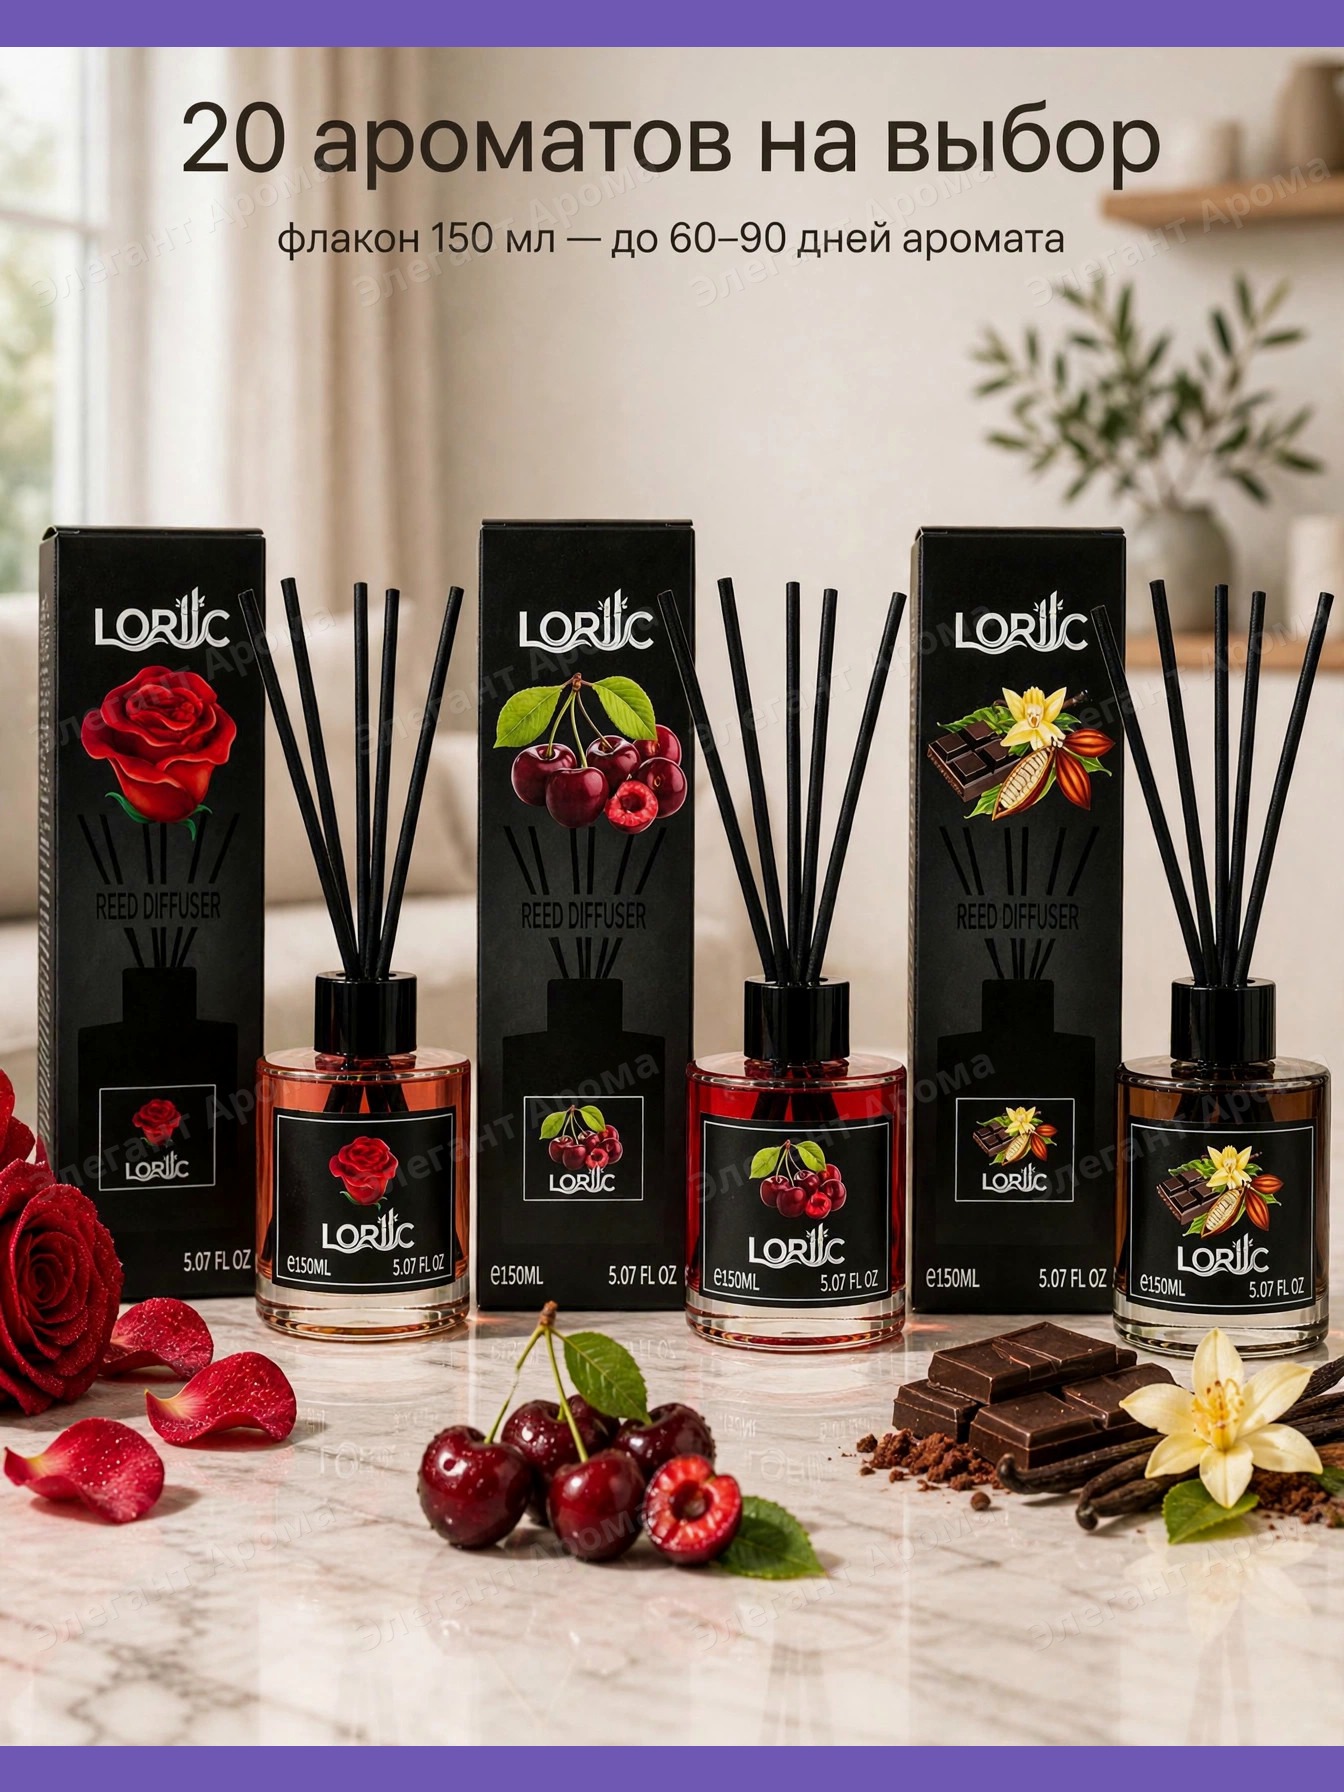 20 ароматов на выбор
флакон 150 мл — до 60–90 дней аромата
LORIIC
REED DIFFUSER
LORIIC
5.07 FL OZ
LORIIC
e150ML 5.07 FL OZ
LORIIC
REED DIFFUSER
LORIIC
e150ML 5.07 FL OZ
LORIIC
e150ML 5.07 FL OZ
LORIIC
REED DIFFUSER
LORIIC
e150ML 5.07 FL OZ
LORIIC
e150ML 5.07 FL OZ
Элегант Арома